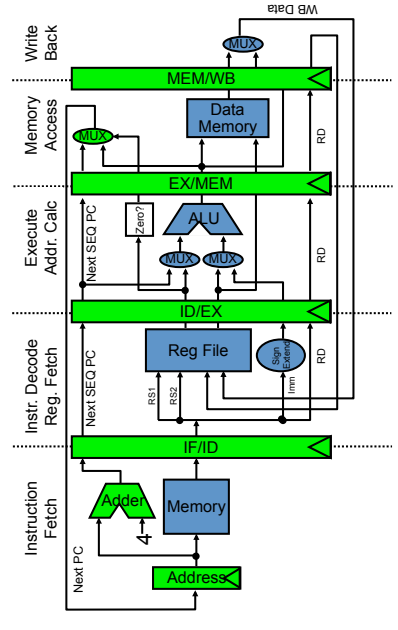 Instruction
Fetch
Instr. Decode
Reg. Fetch
Execute
Addr. Calc
Memory
Access
Write
Back
Next PC
Next SEQ PC
Next SEQ PC
4
Adder
Address
Memory
IF/ID
RS1
RS2
Imm
Reg File
Sign
Extend
RD
ID/EX
Zero?
MUX
MUX
ALU
RD
EX/MEM
MUX
Data
Memory
RD
MEM/WB
MUX
WB Data